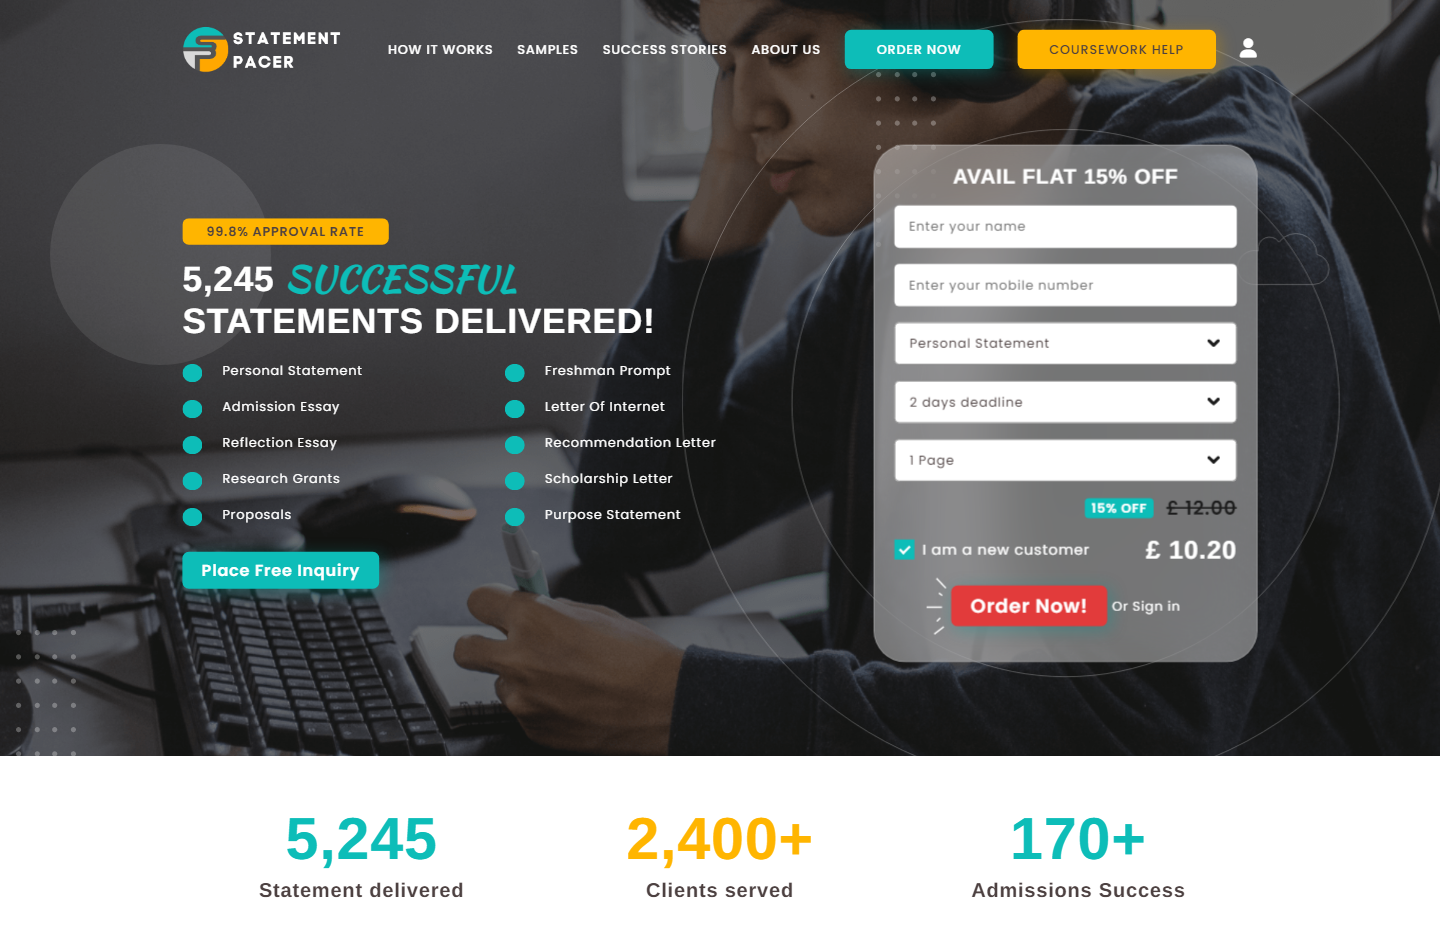 STATEMENT
PACER
HOW IT WORKS
SAMPLES
SUCCESS STORIES
ABOUT US
ORDER NOW
COURSEWORK HELP
99.8% APPROVAL RATE
5,245 SUCCESSFUL
STATEMENTS DELIVERED!
Personal Statement
Freshman Prompt
Admission Essay
Letter Of Internet
Reflection Essay
Recommendation Letter
Research Grants
Scholarship Letter
Proposals
Purpose Statement
Place Free Inquiry
AVAIL FLAT 15% OFF
Enter your name
Enter your mobile number
Personal Statement
2 days deadline
1 Page
15% OFF £ 12.00
I am a new customer £ 10.20
Order Now! Or Sign in
5,245
Statement delivered
2,400+
Clients served
170+
Admissions Success